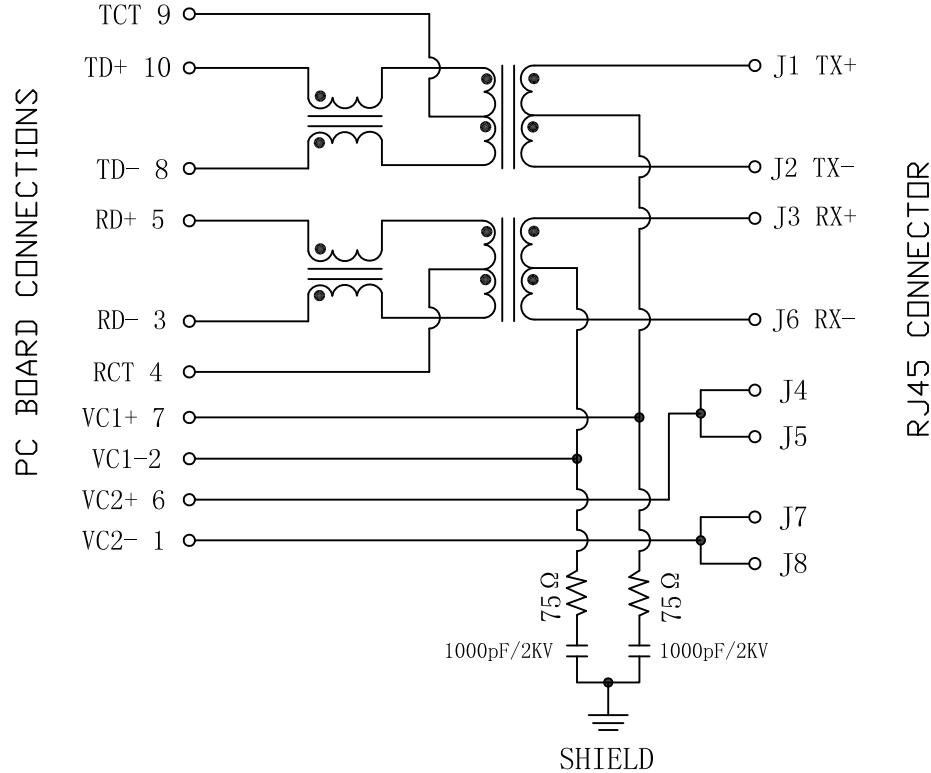 PC BOARD CONNECTIONS
TCT 9
TD+ 10
TD- 8
RD+ 5
RD- 3
RCT 4
VC1+ 7
VC1-2
VC2+ 6
VC2- 1
J1 TX+
J2 TX-
J3 RX+
J6 RX-
J4
J5
J7
J8
RJ45 CONNECTOR
75Ω
75Ω
1000pF/2KV
1000pF/2KV
SHIELD